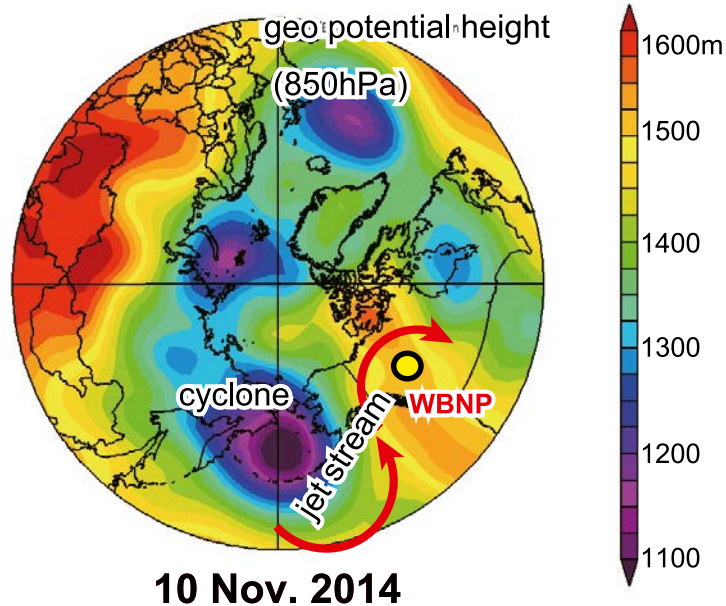 geo potential height
(850hPa)
1600m
1500
1400
1300
1200
1100
cyclone
WBNP
jet stream
10 Nov. 2014